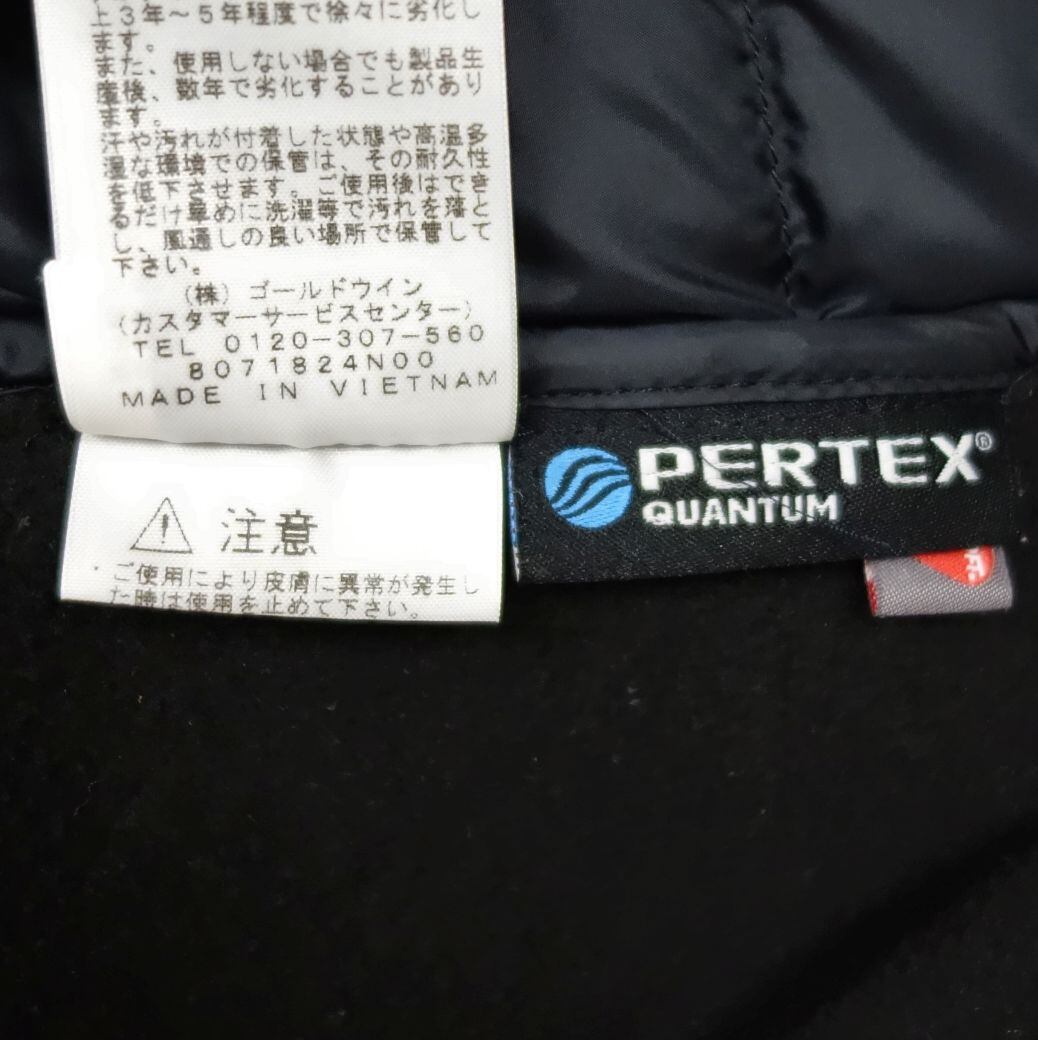 上3年～5年程度で徐々に劣化し
ます。
また、使用しない場合でも製品生
産後、数年で劣化することがあり
ます。
汗や汚れが付着した状態や高温多
湿な環境での保管は、その耐久性
を低下させます。ご使用後はでき
るだけ早めに洗濯等で汚れを落と
し、風通しの良い場所で保管して
下さい。
(株) ゴールドウイン
(カスタマーサービスセンター)
TEL 0120-307-560
8071824N00
MADE IN VIETNAM
注意
ご使用により皮膚に異常が発生し
た時は使用を止めて下さい。
PERTEX®
QUANTUM